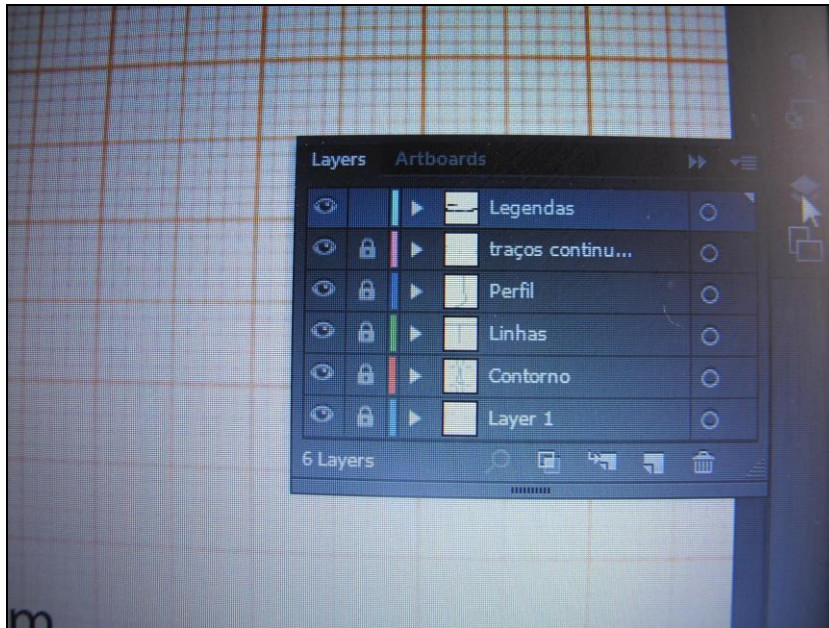 Layers Artboards
Legendas
traços continu...
Perfil
Linhas
Contorno
Layer 1
6 Layers
m